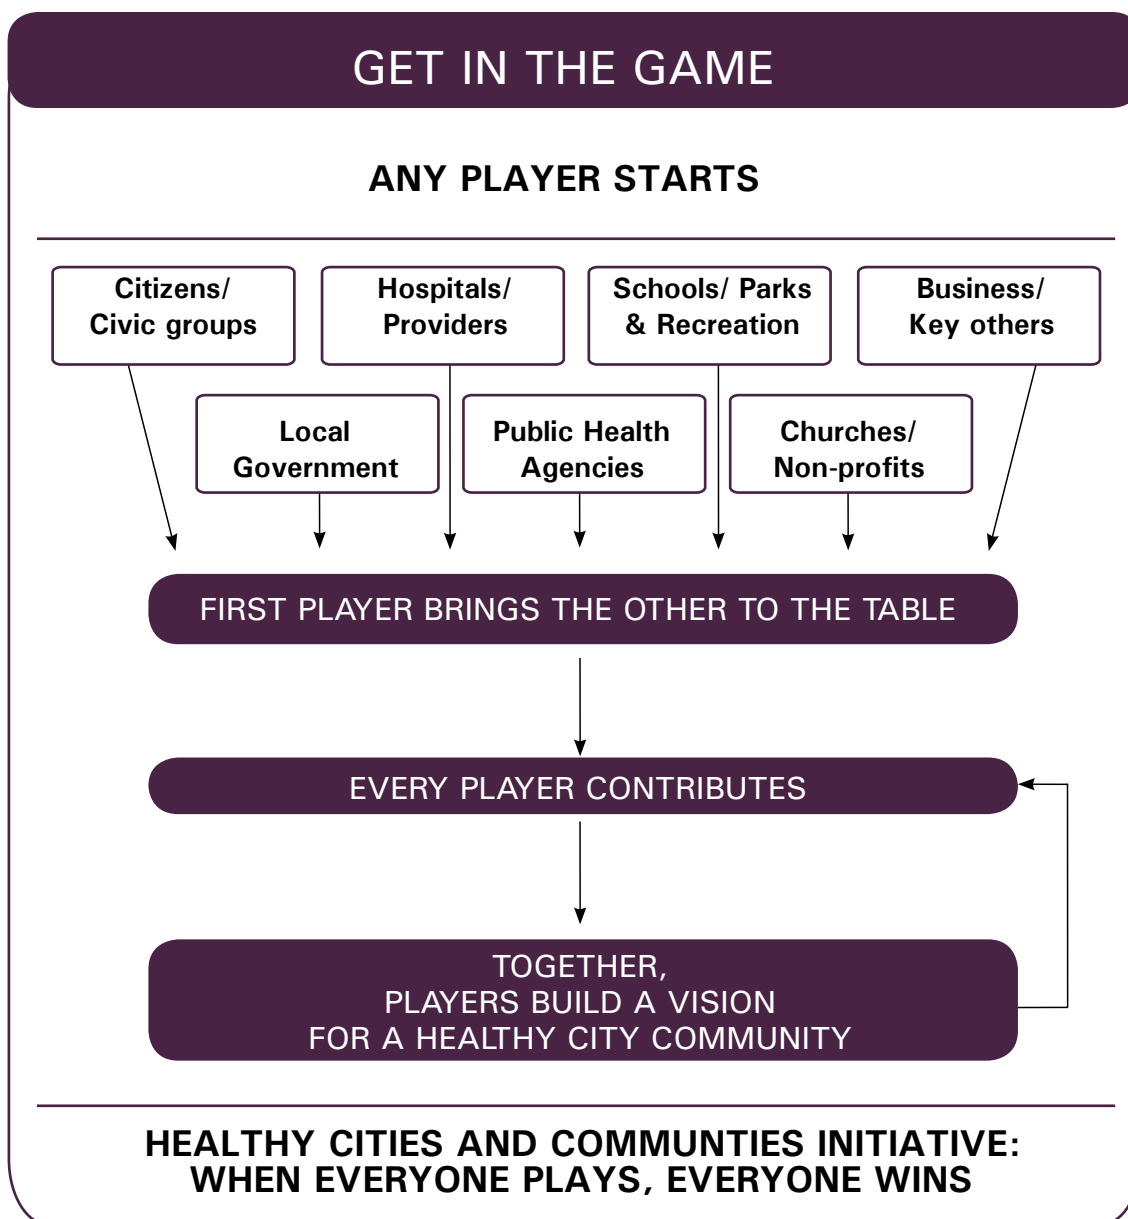 GET IN THE GAME
ANY PLAYER STARTS
Citizens/
Civic groups
Hospitals/
Providers
Schools/ Parks
& Recreation
Business/
Key others
Local
Government
Public Health
Agencies
Churches/
Non-profits
FIRST PLAYER BRINGS THE OTHER TO THE TABLE
EVERY PLAYER CONTRIBUTES
TOGETHER,
PLAYERS BUILD A VISION
FOR A HEALTHY CITY COMMUNITY
HEALTHY CITIES AND COMMUNTIES INITIATIVE:
WHEN EVERYONE PLAYS, EVERYONE WINS